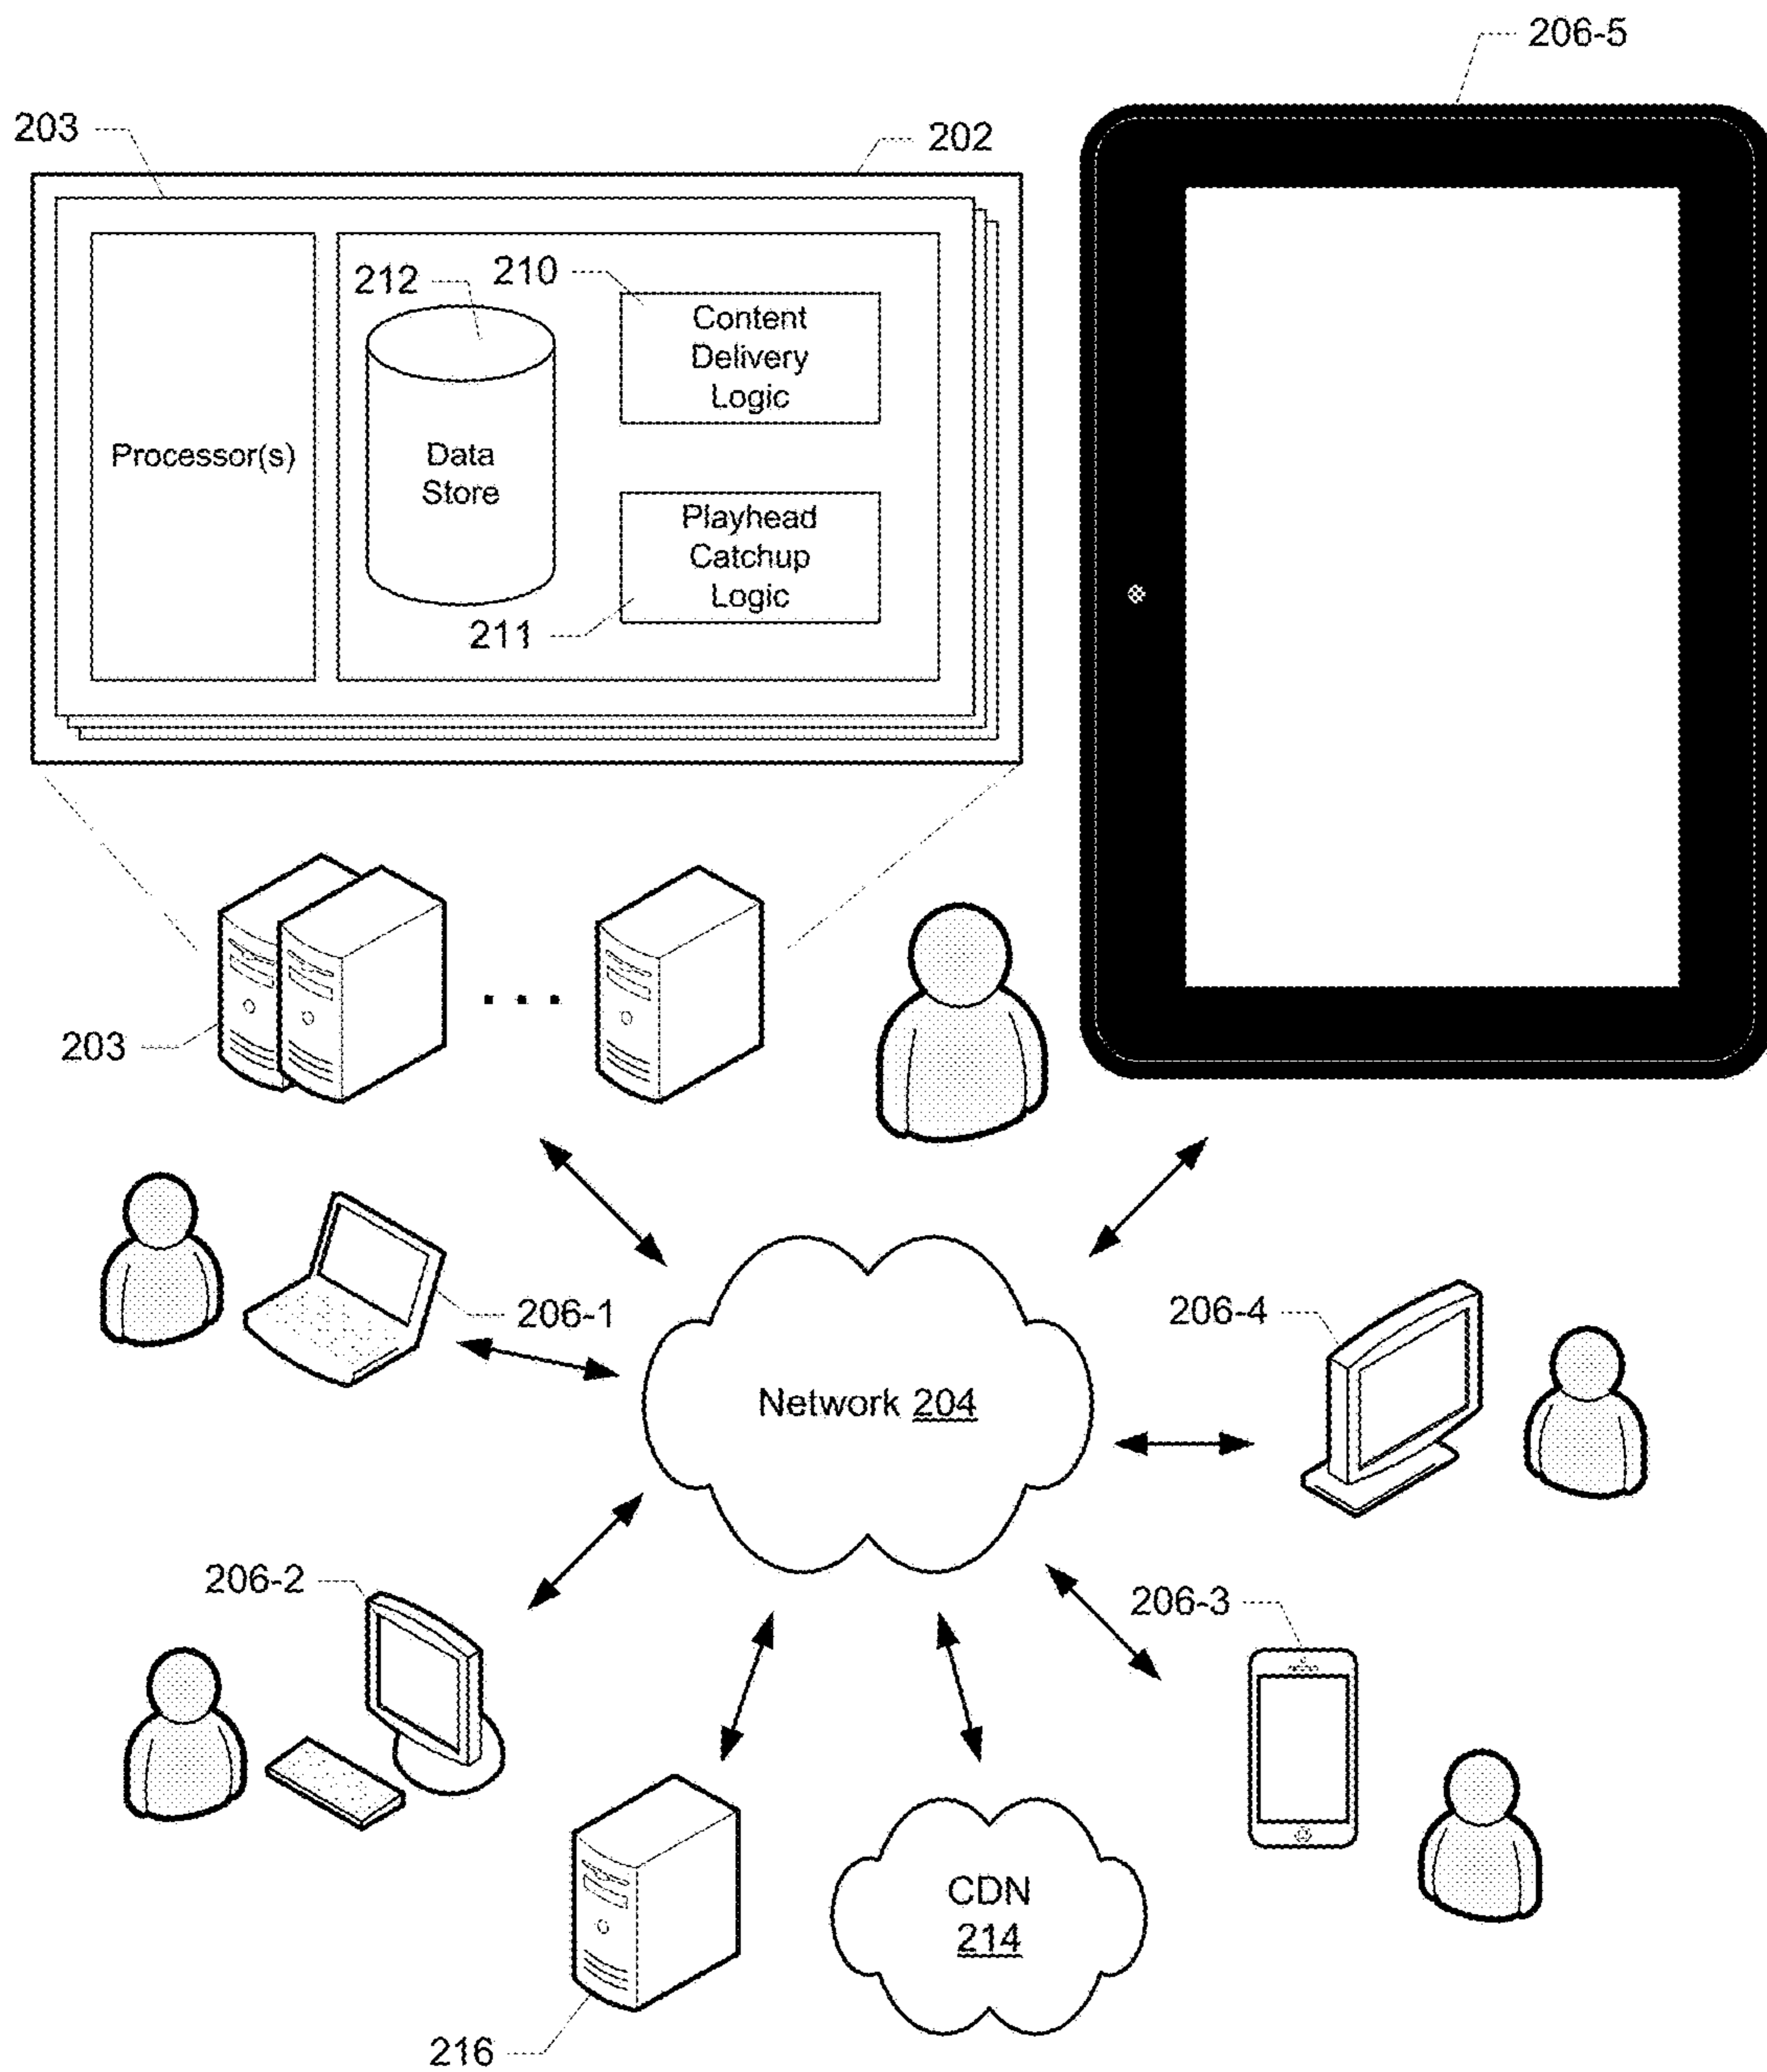 206-5
203
202
212
210
Content
Delivery
Logic
Processor(s)
Data
Store
Playhead
Catchup
Logic
211
203
206-1
206-4
Network 204
206-2
206-3
CDN
214
216